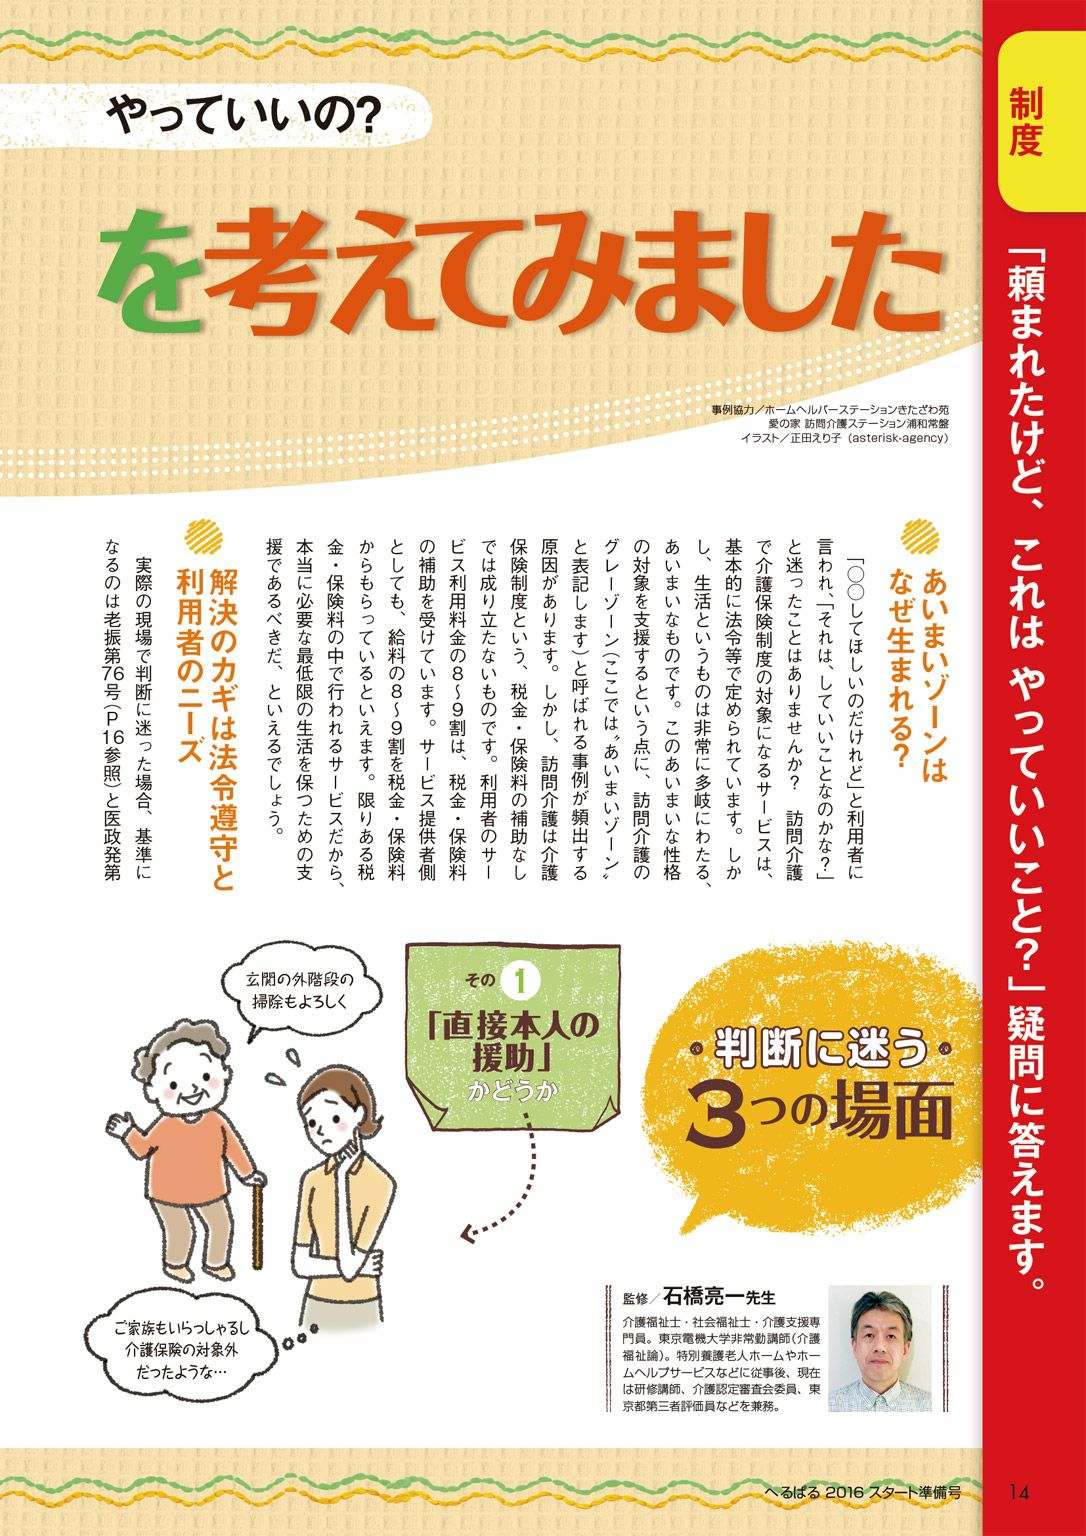 制度
「頼まれたけど、これは やっていいこと?」疑問に答えます。
やっていいの?
を考えてみました
事例協力／ホームヘルパーステーションきたざわ苑
愛の家 訪問介護ステーション浦和常盤
イラスト／正田えり子（asterisk-agency）
あいまいゾーンは
なぜ生まれる?
「○○してほしいのだけれど」と利用者に
言われ、「それは、していいことなのかな?」
と迷ったことはありませんか? 訪問介護
で介護保険制度の対象になるサービスは、
基本的に法令等で定められています。しか
し、生活というものは非常に多岐にわたる、
あいまいなものです。このあいまいな性格
の対象を支援するという点に、訪問介護の
グレーゾーン（ここでは〝あいまいゾーン〟
と表記します）と呼ばれる事例が頻出する
原因があります。しかし、訪問介護は介護
保険制度という、税金・保険料の補助なし
では成り立たないものです。利用者のサー
ビス利用料金の8〜9割は、税金・保険料
の補助を受けています。サービス提供者側
としても、給料の8〜9割を税金・保険料
からもらっているといえます。限りある税
金・保険料の中で行われるサービスだから、
本当に必要な最低限の生活を保つための支
援であるべきだ、といえるでしょう。
解決のカギは法令遵守と
利用者のニーズ
実際の現場で判断に迷った場合、基準に
なるのは老振第76号（P16参照）と医政発第
判断に迷う
3つの場面
その1
「直接本人の
援助」
かどうか
玄関の外階段の
掃除もよろしく
ご家族もいらっしゃるし
介護保険の対象外
だったような…
監修／石橋亮一先生
介護福祉士・社会福祉士・介護支援専
門員。東京電機大学非常勤講師（介護
福祉論）。特別養護老人ホームやホー
ムヘルプサービスなどに従事後、現在
は研修講師、介護認定審査会委員、東
京都第三者評価員などを兼務。
へるぱる 2016 スタート準備号
14